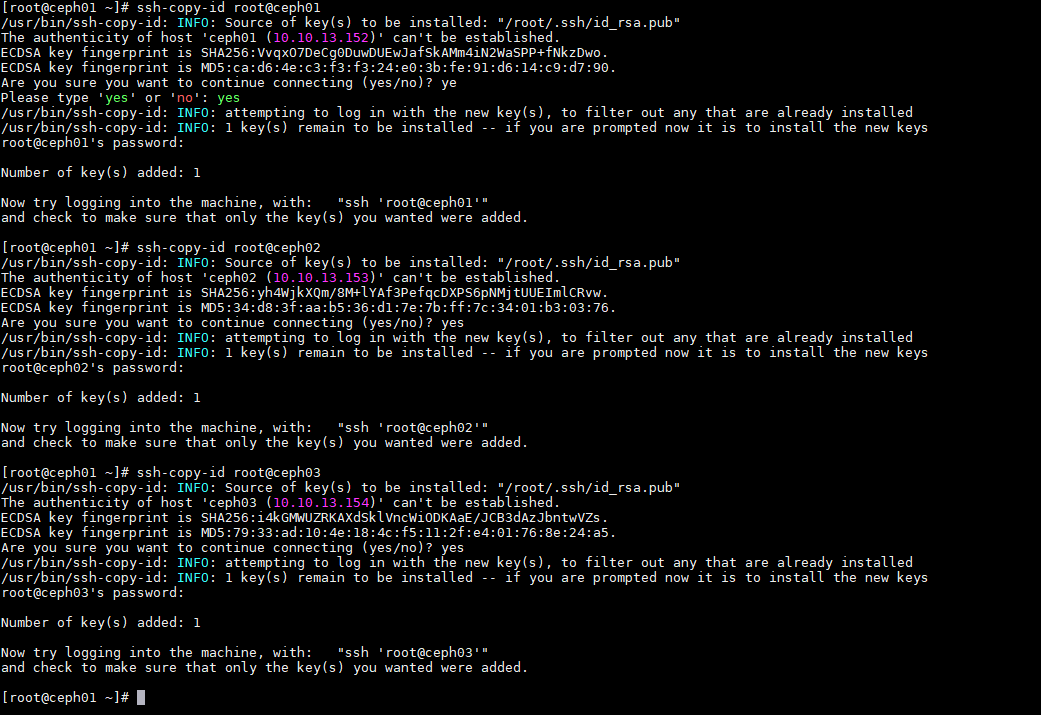 [root@ceph01 ~]# ssh-copy-id root@ceph01
/usr/bin/ssh-copy-id: INFO: Source of key(s) to be installed: "/root/.ssh/id_rsa.pub"
The authenticity of host 'ceph01 (10.10.13.152)' can't be established.
ECDSA key fingerprint is SHA256:VvqxO7DeCg0DuwDUEwJafSkAMm4iN2WaSPP+fNkzDwo.
ECDSA key fingerprint is MD5:ca:d6:4e:c3:f3:f3:24:e0:3b:fe:91:d6:14:c9:d7:90.
Are you sure you want to continue connecting (yes/no)? ye
Please type 'yes' or 'no': yes
/usr/bin/ssh-copy-id: INFO: attempting to log in with the new key(s), to filter out any that are already installed
/usr/bin/ssh-copy-id: INFO: 1 key(s) remain to be installed -- if you are prompted now it is to install the new keys
root@ceph01's password:
Number of key(s) added: 1
Now try logging into the machine, with:   "ssh 'root@ceph01'"
and check to make sure that only the key(s) you wanted were added.
[root@ceph01 ~]# ssh-copy-id root@ceph02
/usr/bin/ssh-copy-id: INFO: Source of key(s) to be installed: "/root/.ssh/id_rsa.pub"
The authenticity of host 'ceph02 (10.10.13.153)' can't be established.
ECDSA key fingerprint is SHA256:yh4WjkXQm/8M+lYAf3PefqcDXPS6pNMjtUUEImlCRvw.
ECDSA key fingerprint is MD5:34:d8:3f:aa:b5:36:d1:7e:7b:ff:7c:34:01:b3:03:76.
Are you sure you want to continue connecting (yes/no)? yes
/usr/bin/ssh-copy-id: INFO: attempting to log in with the new key(s), to filter out any that are already installed
/usr/bin/ssh-copy-id: INFO: 1 key(s) remain to be installed -- if you are prompted now it is to install the new keys
root@ceph02's password:
Number of key(s) added: 1
Now try logging into the machine, with:   "ssh 'root@ceph02'"
and check to make sure that only the key(s) you wanted were added.
[root@ceph01 ~]# ssh-copy-id root@ceph03
/usr/bin/ssh-copy-id: INFO: Source of key(s) to be installed: "/root/.ssh/id_rsa.pub"
The authenticity of host 'ceph03 (10.10.13.154)' can't be established.
ECDSA key fingerprint is SHA256:i4kGMWUZRKAXdSklVncWiODKAaE/JCB3dAzJbntwVZs.
ECDSA key fingerprint is MD5:79:33:ad:10:4e:18:4c:f5:11:2f:e4:01:76:8e:24:a5.
Are you sure you want to continue connecting (yes/no)? yes
/usr/bin/ssh-copy-id: INFO: attempting to log in with the new key(s), to filter out any that are already installed
/usr/bin/ssh-copy-id: INFO: 1 key(s) remain to be installed -- if you are prompted now it is to install the new keys
root@ceph03's password:
Number of key(s) added: 1
Now try logging into the machine, with:   "ssh 'root@ceph03'"
and check to make sure that only the key(s) you wanted were added.
[root@ceph01 ~]#